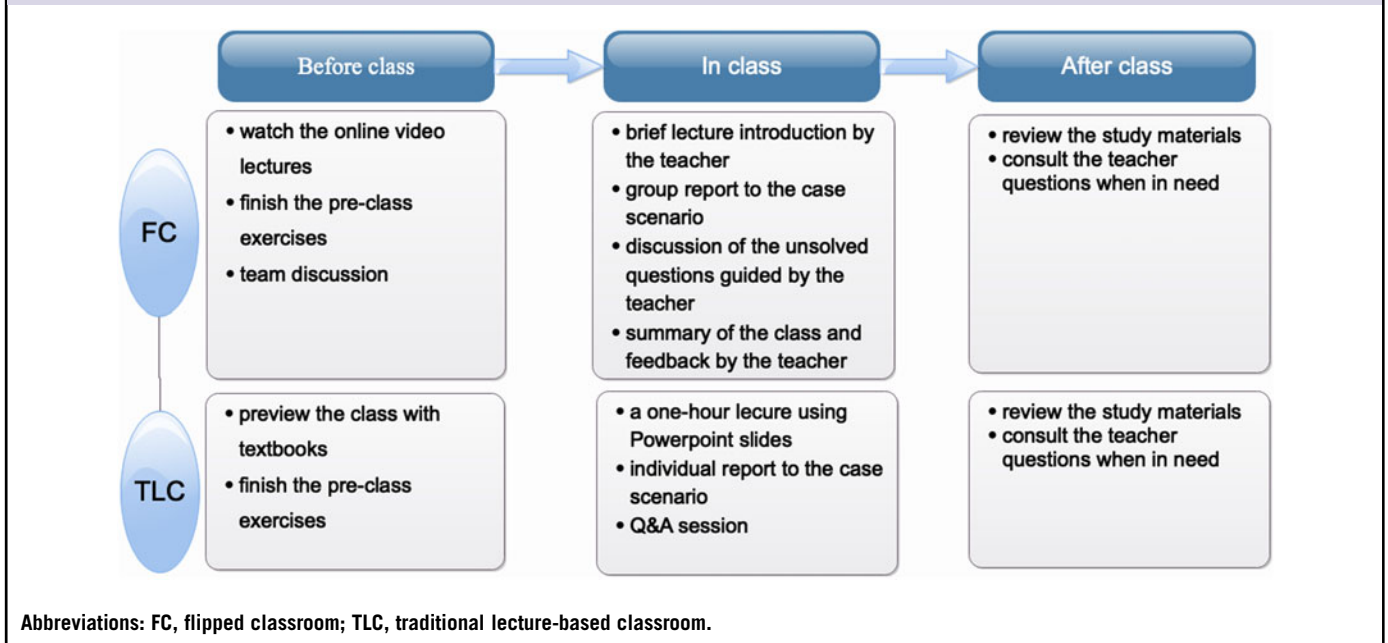 Before class
In class
After class
FC
• watch the online video
lectures
• finish the pre-class
exercises
• team discussion
• brief lecture introduction by
the teacher
• group report to the case
scenario
• discussion of the unsolved
questions guided by the
teacher
• summary of the class and
feedback by the teacher
• review the study materials
• consult the teacher
questions when in need
TLC
• preview the class with
textbooks
• finish the pre-class
exercises
• a one-hour lecure using
Powerpoint slides
• individual report to the case
scenario
• Q&A session
• review the study materials
• consult the teacher
questions when in need
Abbreviations: FC, flipped classroom; TLC, traditional lecture-based classroom.